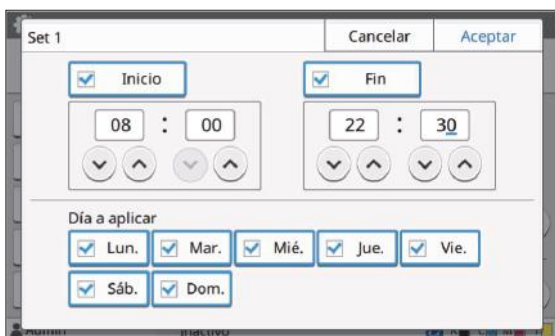 Set 1 Cancelar Aceptar
Inicio Fin
08 : 00 22 : 30
Día a aplicar
Lun. Mar. Mié. Jue. Vie.
Sáb. Dom.
Admin Inactivo